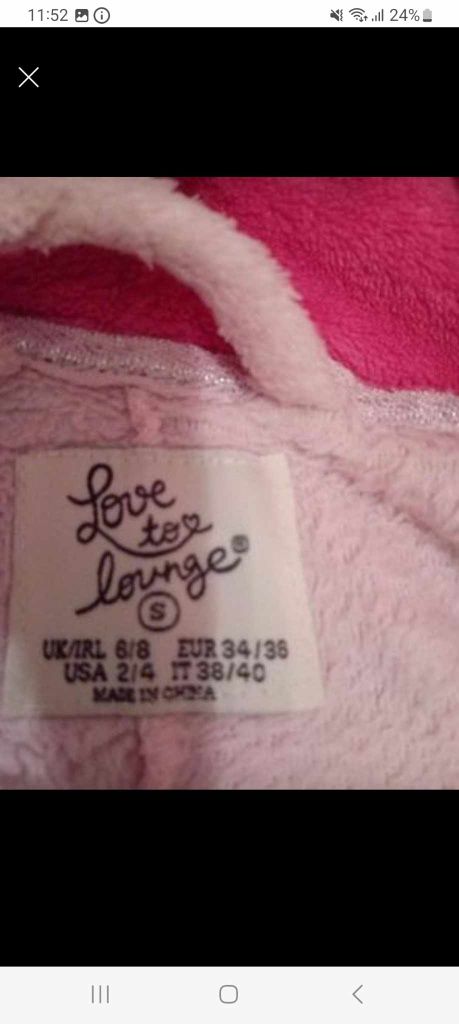 11:52
24%
Love
to
lounge®
S
UK/IRL 6/8 EUR 34/36
USA 2/4 IT 38/40
MADE IN CHINA